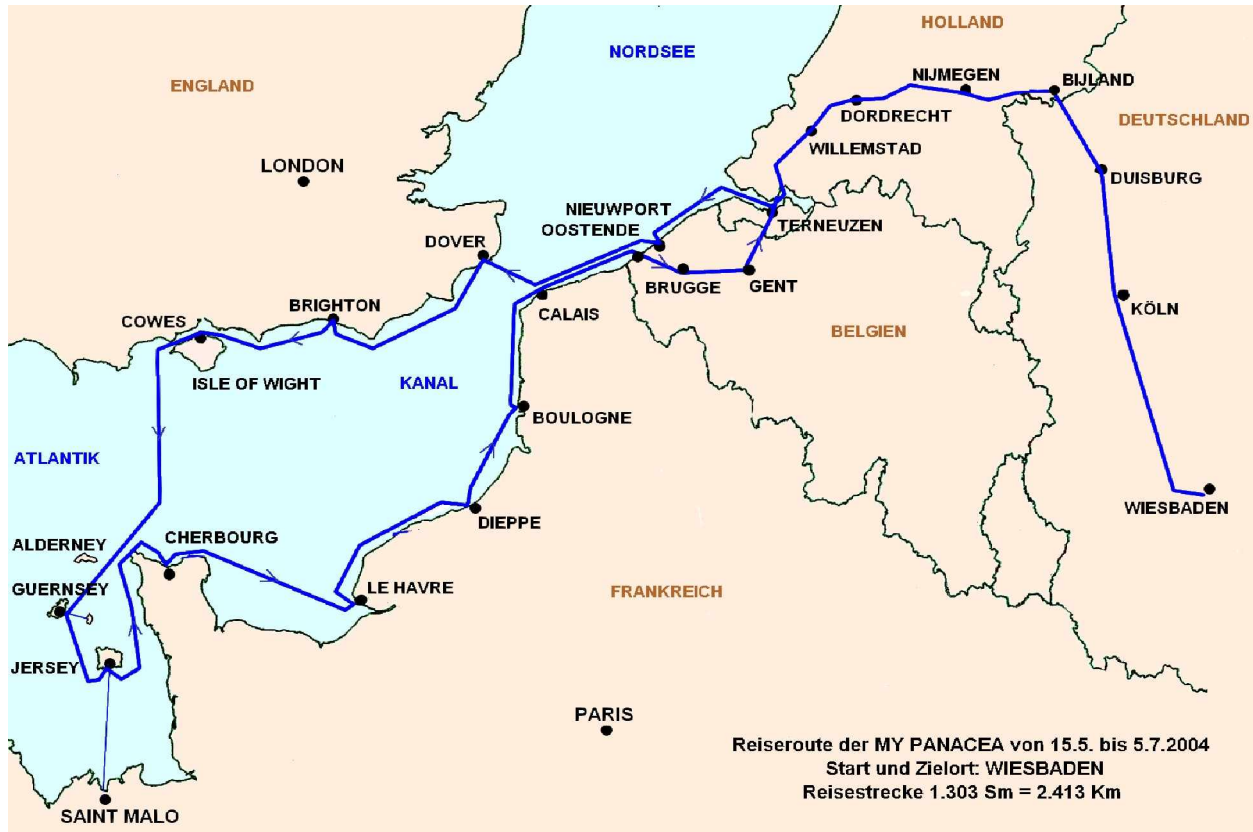 HOLLAND
NORDSEE
ENGLAND
NIJMEGEN
BIJLAND
DORDRECHT
DEUTSCHLAND
WILLEMSTAD
LONDON
DUISBURG
NIEUWPORT
OOSTENDE
TERNEUZEN
DOVER
BRUGGE
GENT
BRIGHTON
CALAIS
KÖLN
COWES
BELGIEN
ISLE OF WIGHT
KANAL
BOULOGNE
ATLANTIK
WIESBADEN
DIEPPE
CHERBOURG
ALDERNEY
GUERNSEY
LE HAVRE
FRANKREICH
JERSEY
PARIS
Reiseroute der MY PANACEA von 15.5. bis 5.7.2004
Start und Zielort: WIESBADEN
Reisestrecke 1.303 Sm = 2.413 Km
SAINT MALO